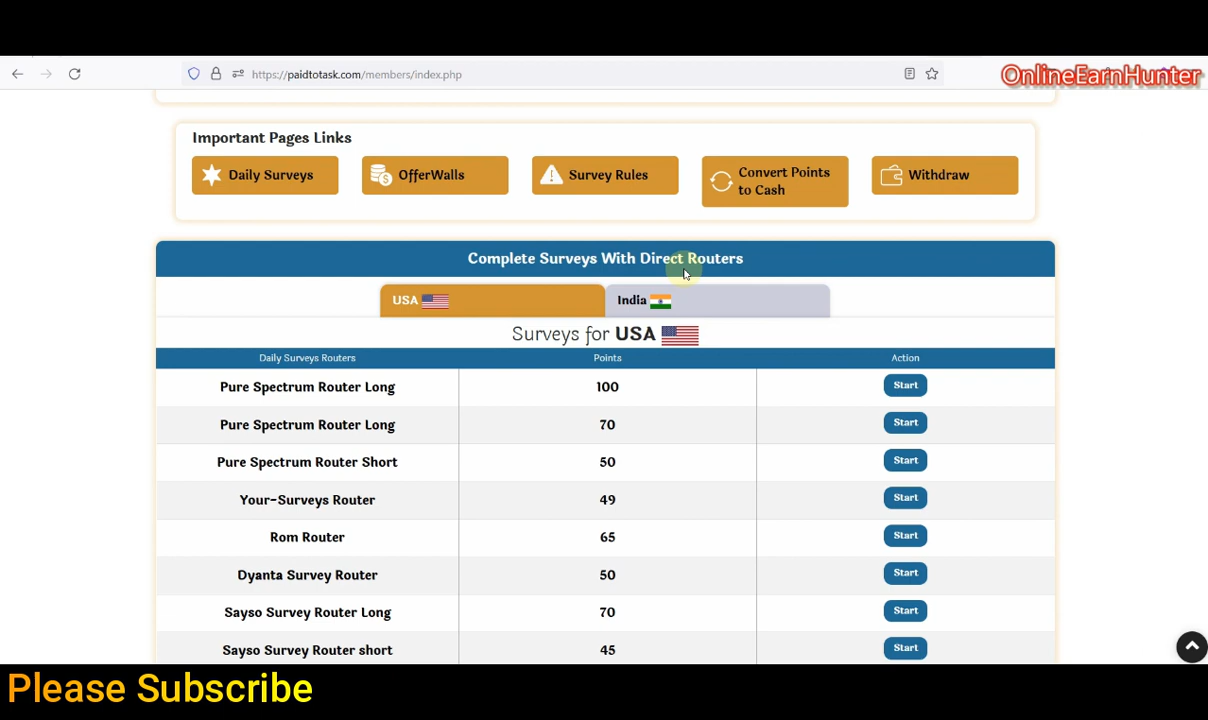 https://paidtotask.com/members/index.php
OnlineEarnHunter
Important Pages Links
Daily Surveys
OfferWalls
Survey Rules
Convert Points
to Cash
Withdraw
Complete Surveys With Direct Routers
USA
India
Surveys for USA
Daily Surveys Routers Points Action
Pure Spectrum Router Long 100 Start
Pure Spectrum Router Long 70 Start
Pure Spectrum Router Short 50 Start
Your-Surveys Router 49 Start
Rom Router 65 Start
Dyanta Survey Router 50 Start
Sayso Survey Router Long 70 Start
Sayso Survey Router short 45 Start
Please Subscribe